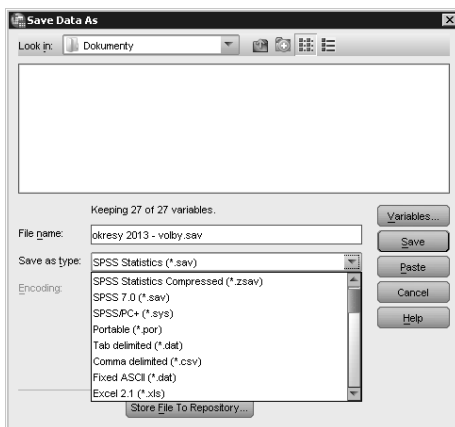 Save Data As
Look in: Dokumenty
Keeping 27 of 27 variables.
File name: okresy 2013 - volby.sav
Save as type: SPSS Statistics (*.sav)
Encoding:
SPSS Statistics Compressed (*.zsav)
SPSS 7.0 (*.sav)
SPSS/PC+ (*.sys)
Portable (*.por)
Tab delimited (*.dat)
Comma delimited (*.csv)
Fixed ASCII (*.dat)
Excel 2.1 (*.xls)
Store File To Repository...
Variables...
Save
Paste
Cancel
Help